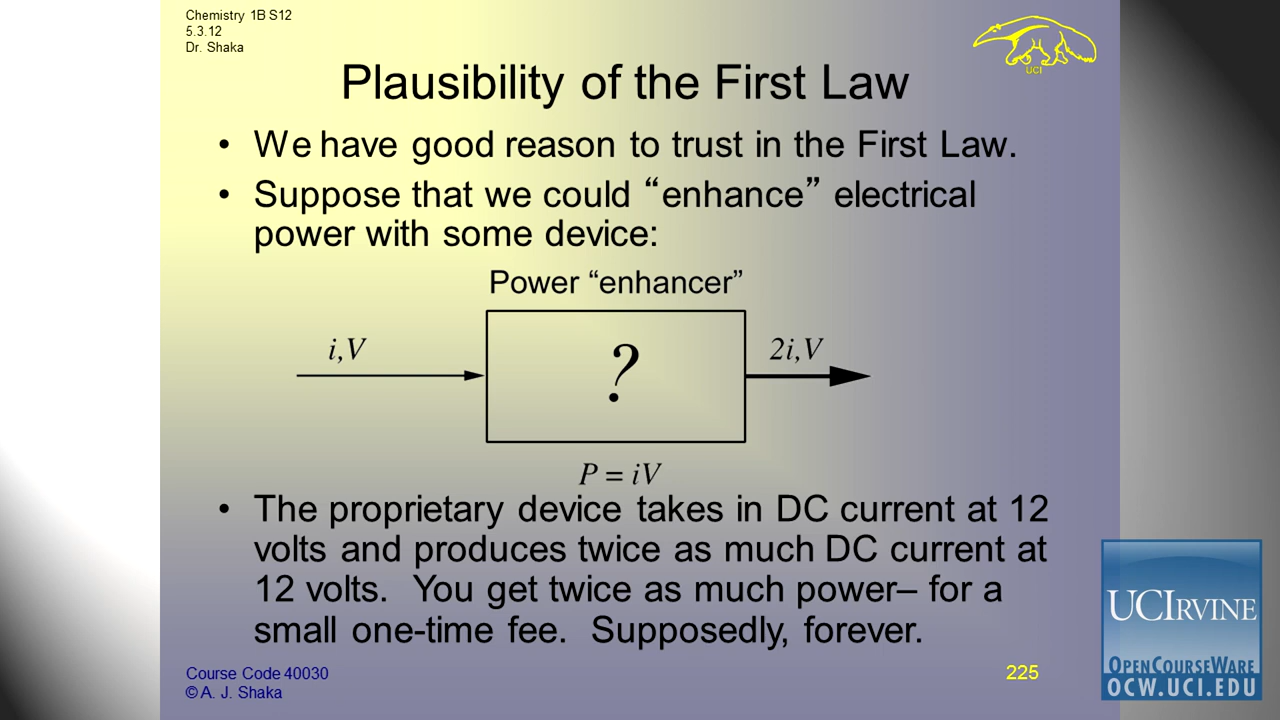 Chemistry 1B S12
5.3.12
Dr. Shaka
UCI
Plausibility of the First Law
• We have good reason to trust in the First Law.
• Suppose that we could “enhance” electrical
power with some device:
Power “enhancer”
i,V
?
2i,V
P = iV
• The proprietary device takes in DC current at 12
volts and produces twice as much DC current at
12 volts. You get twice as much power– for a
small one-time fee. Supposedly, forever.
Course Code 40030
© A. J. Shaka
225
UCIRVINE
OPENCOURSEWARE
OCW.UCI.EDU